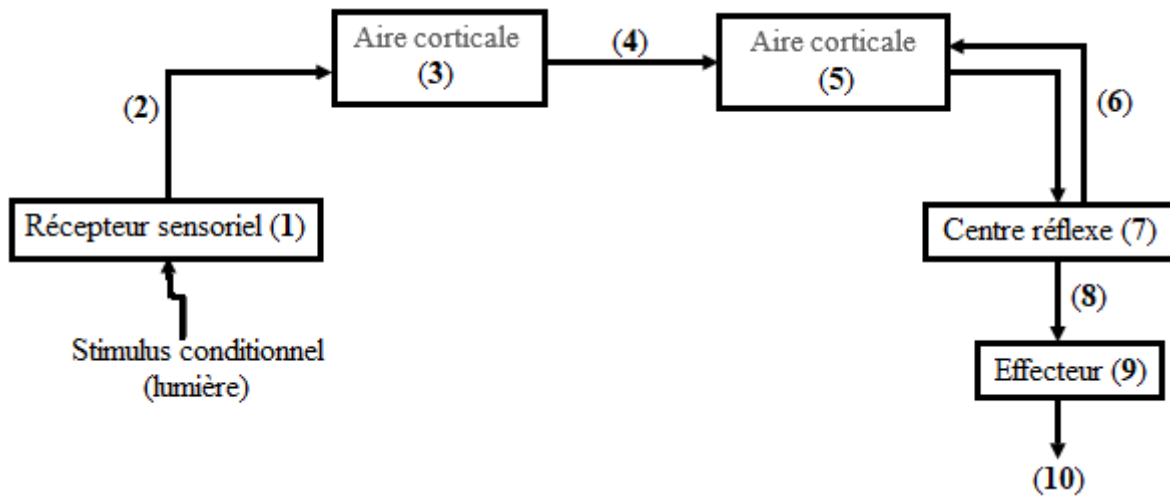 Aire corticale
(3)
(4)
Aire corticale
(5)
(2)
(6)
Récepteur sensoriel (1)
Centre réflexe (7)
(8)
Stimulus conditionnel
(lumière)
Effecteur (9)
(10)